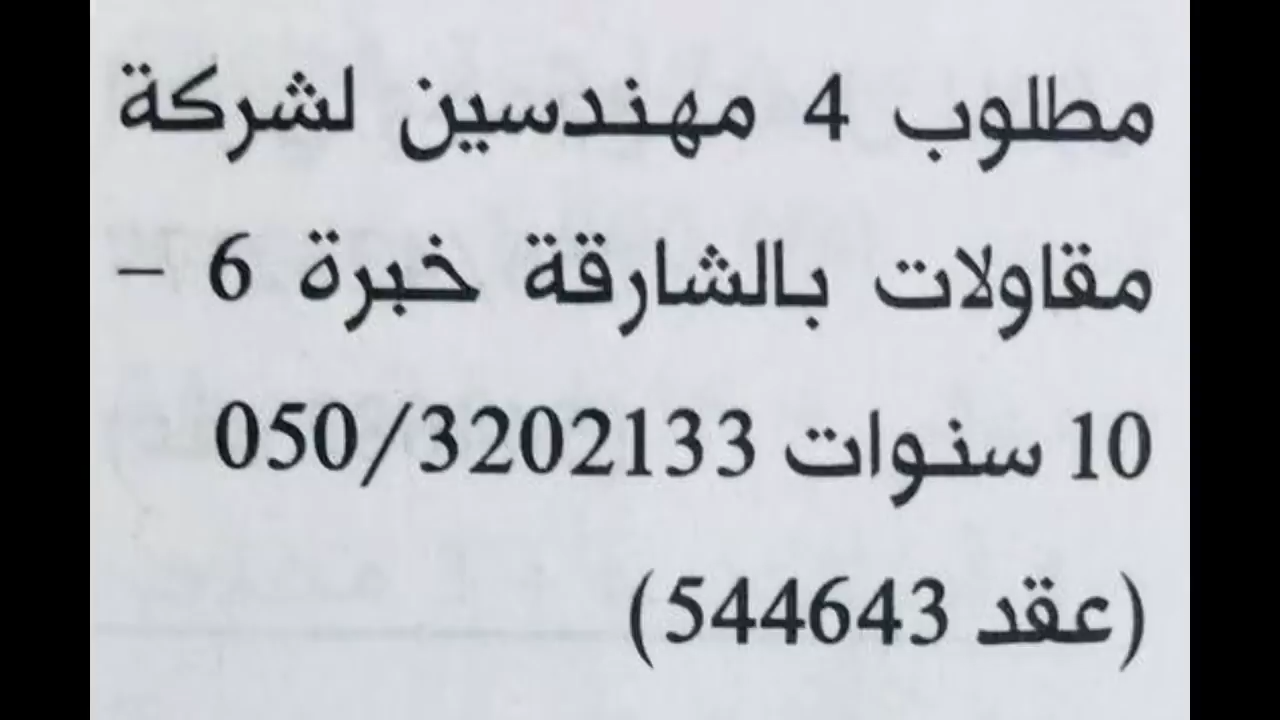 مطلوب 4 مهندسين لشركة
مقاولات بالشارقة خبرة 6 –
10 سنوات 050/3202133
(عقد 544643)